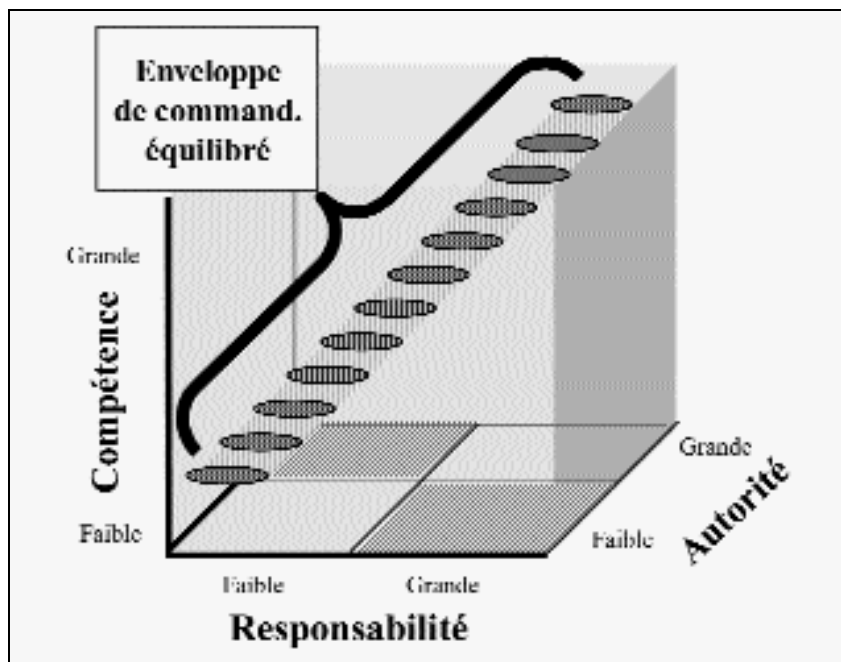 Enveloppe
de command.
équilibré
Grande
Compétence
Faible
Faible
Grande
Responsabilité
Grande
Faible
Autorité